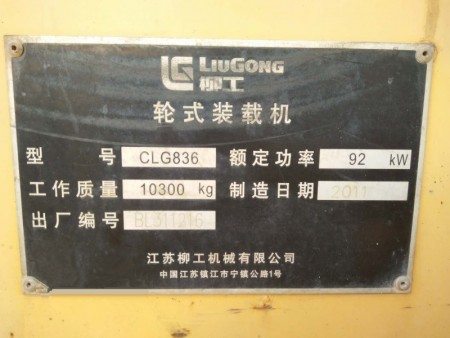 LIUGONG
柳工
轮式装载机
型 号 CLG836 额定功率 92 kW
工作质量 10300 kg 制造日期 2011
出厂编号 BL311216
江苏柳工机械有限公司
中国江苏镇江市宁镇公路1号